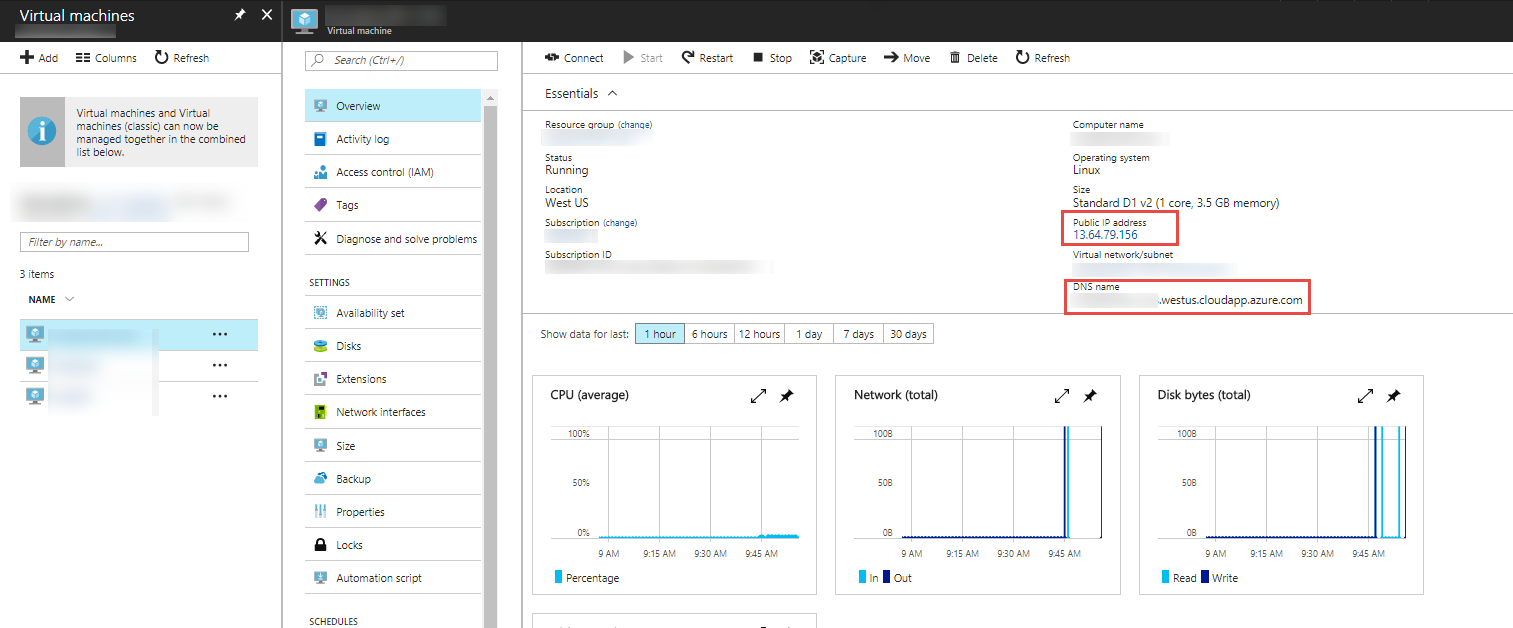 Virtual machines
Add
Columns
Refresh
Virtual machines and Virtual
machines (classic) can now be
managed together in the combined
list below.
Filter by name...
3 items
NAME
Virtual machine
Search (Ctrl+/)
Overview
Activity log
Access control (IAM)
Tags
Diagnose and solve problems
SETTINGS
Availability set
Disks
Extensions
Network interfaces
Size
Backup
Properties
Locks
Automation script
SCHEDULES
Connect
Start
Restart
Stop
Capture
Move
Delete
Refresh
Essentials
Resource group (change)
Status
Running
Location
West US
Subscription (change)
Subscription ID
Computer name
Operating system
Linux
Size
Standard D1 v2 (1 core, 3.5 GB memory)
Public IP address
13.64.79.156
Virtual network/subnet
DNS name
.westus.cloudapp.azure.com
Show data for last:
1 hour
6 hours
12 hours
1 day
7 days
30 days
CPU (average)
100%
50%
0%
9 AM
9:15 AM
9:30 AM
9:45 AM
Percentage
Network (total)
100B
50B
0B
9 AM
9:15 AM
9:30 AM
9:45 AM
In
Out
Disk bytes (total)
100B
50B
0B
9 AM
9:15 AM
9:30 AM
9:45 AM
Read
Write